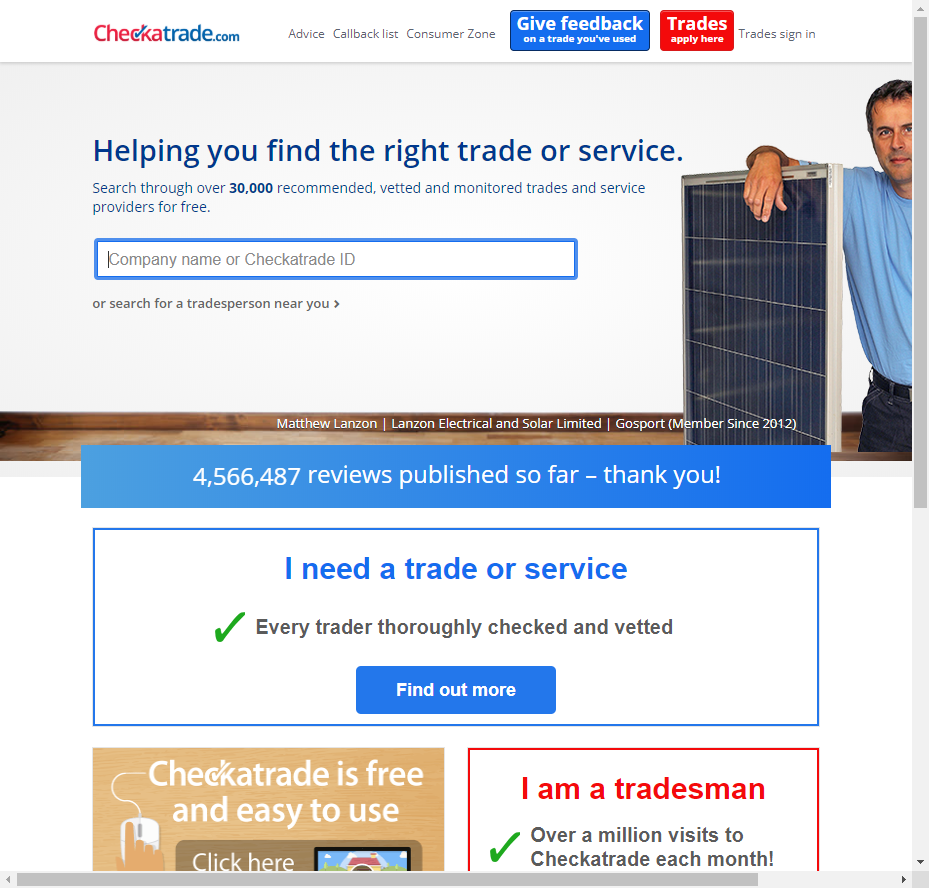 Checkatrade.com
Advice Callback list Consumer Zone
Give feedback
on a trade you've used
Trades
apply here
Trades sign in
Helping you find the right trade or service.
Search through over 30,000 recommended, vetted and monitored trades and service
providers for free.
Company name or Checkatrade ID
or search for a tradesperson near you
Matthew Lanzon | Lanzon Electrical and Solar Limited | Gosport (Member Since 2012)
4,566,487 reviews published so far – thank you!
I need a trade or service
Every trader thoroughly checked and vetted
Find out more
Checkatrade is free
and easy to use
Click here
I am a tradesman
Over a million visits to
Checkatrade each month!